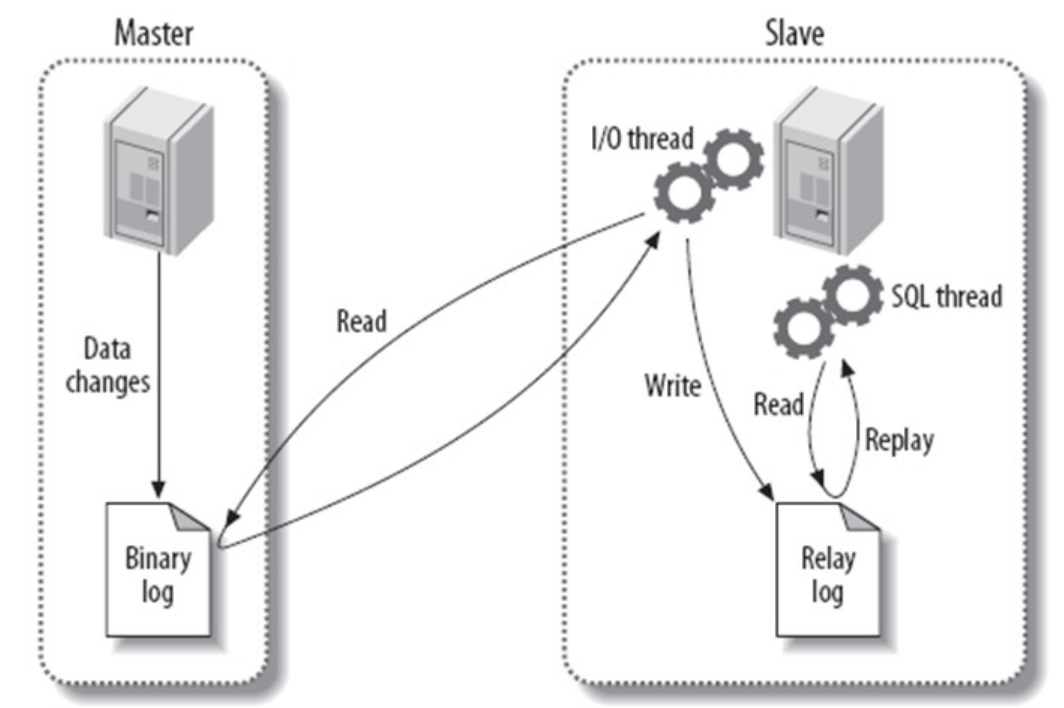 Master
Slave
I/O thread
SQL thread
Read
Data
changes
Write
Read
Replay
Binary
log
Relay
log